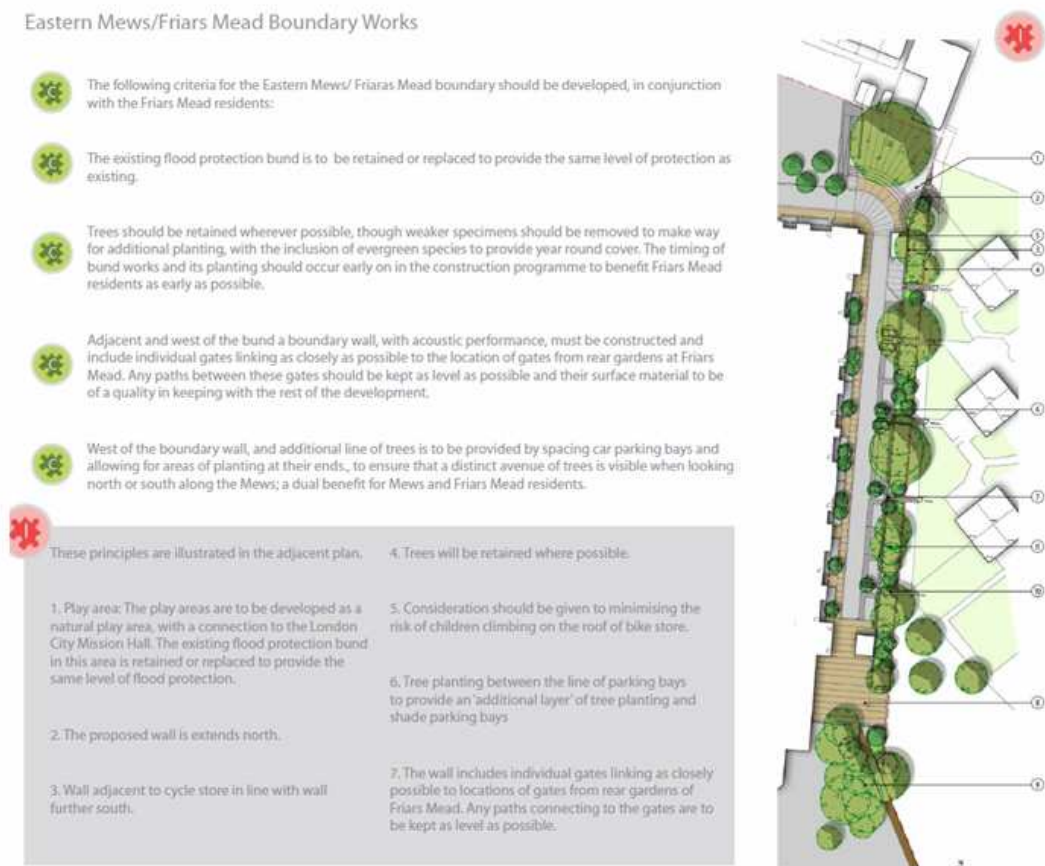 Eastern Mews/Friars Mead Boundary Works
The following criteria for the Eastern Mews/ Friaras Mead boundary should be developed, in conjunction
with the Friars Mead residents:
The existing flood protection bund is to be retained or replaced to provide the same level of protection as
existing.
Trees should be retained wherever possible, though weaker specimens should be removed to make way
for additional planting, with the inclusion of evergreen species to provide year round cover. The timing of
bund works and its planting should occur early on in the construction programme to benefit Friars Mead
residents as early as possible.
Adjacent and west of the bund a boundary wall, with acoustic performance, must be constructed and
include individual gates linking as closely as possible to the location of gates from rear gardens at Friars
Mead. Any paths between these gates should be kept as level as possible and their surface material to be
of a quality in keeping with the rest of the development.
West of the boundary wall, and additional line of trees is to be provided by spacing car parking bays and
allowing for areas of planting at their ends., to ensure that a distinct avenue of trees is visible when looking
north or south along the Mews; a dual benefit for Mews and Friars Mead residents.
These principles are illustrated in the adjacent plan.
1. Play area: The play areas are to be developed as a
natural play area, with a connection to the London
City Mission Hall. The existing flood protection bund
in this area is retained or replaced to provide the
same level of flood protection.
2. The proposed wall is extends north.
3. Wall adjacent to cycle store in line with wall
further south.
4. Trees will be retained where possible.
5. Consideration should be given to minimising the
risk of children climbing on the roof of bike store.
6. Tree planting between the line of parking bays
to provide an 'additional layer' of tree planting and
shade parking bays
7. The wall includes individual gates linking as closely
possible to locations of gates from rear gardens of
Friars Mead. Any paths connecting to the gates are to
be kept as level as possible.
1
2
4
7
10